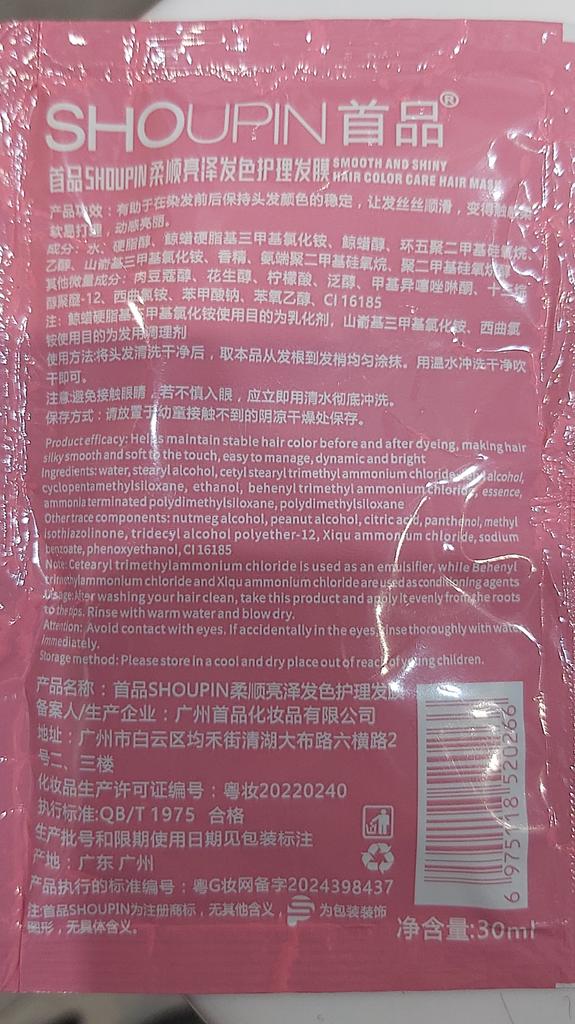 SHOUPIN 首品®
首品SHOUPIN柔顺亮泽发色护理发膜 SMOOTH AND SHINY
HAIR COLOR CARE HAIR MASK
产品功效：有助于在染发前后保持头发颜色的稳定，让发丝丝顺滑，变得触感柔
软易打理，动感亮丽。
成分：水、硬脂醇、鲸蜡硬脂基三甲基氯化铵、鲸蜡醇、环五聚二甲基硅氧烷、
乙醇、山嵛基三甲基氯化铵、香精、氨端聚二甲基硅氧烷、聚二甲基硅氧烷
其他微量成分：肉豆蔻醇、花生醇、柠檬酸、泛醇、甲基异噻唑啉酮、十三烷
醇聚醚-12、西曲氯铵、苯甲酸钠、苯氧乙醇、CI 16185
注：鲸蜡硬脂基三甲基氯化铵使用目的为乳化剂，山嵛基三甲基氯化铵、西曲氯
铵使用目的为发用调理剂
使用方法:将头发清洗干净后，取本品从发根到发梢均匀涂抹。用温水冲洗干净吹
干即可。
注意:避免接触眼睛，若不慎入眼，应立即用清水彻底冲洗。
保存方式：请放置于幼童接触不到的阴凉干燥处保存。
Product efficacy: Helps maintain stable hair color before and after dyeing, making hair
silky smooth and soft to the touch, easy to manage, dynamic and bright
Ingredients: water, stearyl alcohol, cetyl stearyl trimethyl ammonium chloride, cetyl alcohol,
cyclopentamethylsiloxane, ethanol, behenyl trimethyl ammonium chloride, essence,
ammonia terminated polydimethylsiloxane, polydimethylsiloxane
Other trace components: nutmeg alcohol, peanut alcohol, citric acid, panthenol, methyl
isothiazolinone, tridecyl alcohol polyether-12, Xiqu ammonium chloride, sodium
benzoate, phenoxyethanol, CI 16185
Note: Cetearyl trimethylammonium chloride is used as an emulsifier, while Behenyl
trimethylammonium chloride and Xiqu ammonium chloride are used as conditioning agents
Usage: After washing your hair clean, take this product and apply it evenly from the roots
to the tips. Rinse with warm water and blow dry.
Attention: Avoid contact with eyes. If accidentally in the eyes, rinse thoroughly with water
immediately.
Storage method: Please store in a cool and dry place out of reach of young children.
产品名称：首品SHOUPIN柔顺亮泽发色护理发膜
备案人/生产企业：广州首品化妆品有限公司
地址：广州市白云区均禾街清湖大布路六横路2
号二、三楼
化妆品生产许可证编号：粤妆20220240
执行标准:QB/T 1975 合格
生产批号和限期使用日期见包装标注
产地：广东 广州
产品执行的标准编号：粤G妆网备字2024398437
注:首品SHOUPIN为注册商标，无其他含义，为包装装饰
图形，无具体含义。
净含量:30ml
6 975118 520266